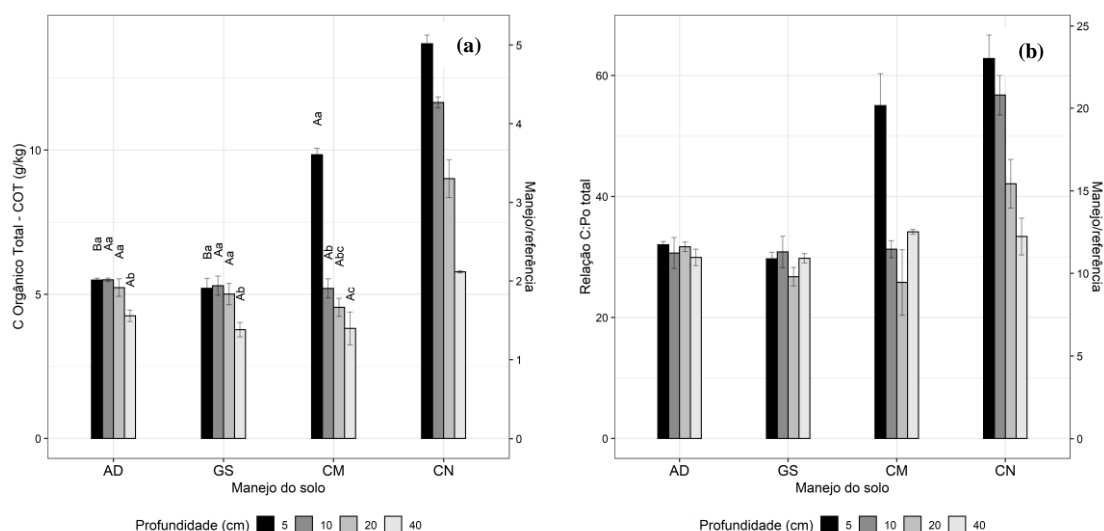 (a)
C Orgânico Total - COT (g/kg)
10
5
0
5
4
3
2
1
0
Manejo/referência
Ba Aa Aa Ab
Ba Aa Aa Ab
Aa Ab Abc Ac
AD GS CM CN
Manejo do solo
Profundidade (cm) 5 10 20 40
(b)
Relação C:Po total
60
40
20
0
25
20
15
10
5
0
Manejo/referência
AD GS CM CN
Manejo do solo
Profundidade (cm) 5 10 20 40